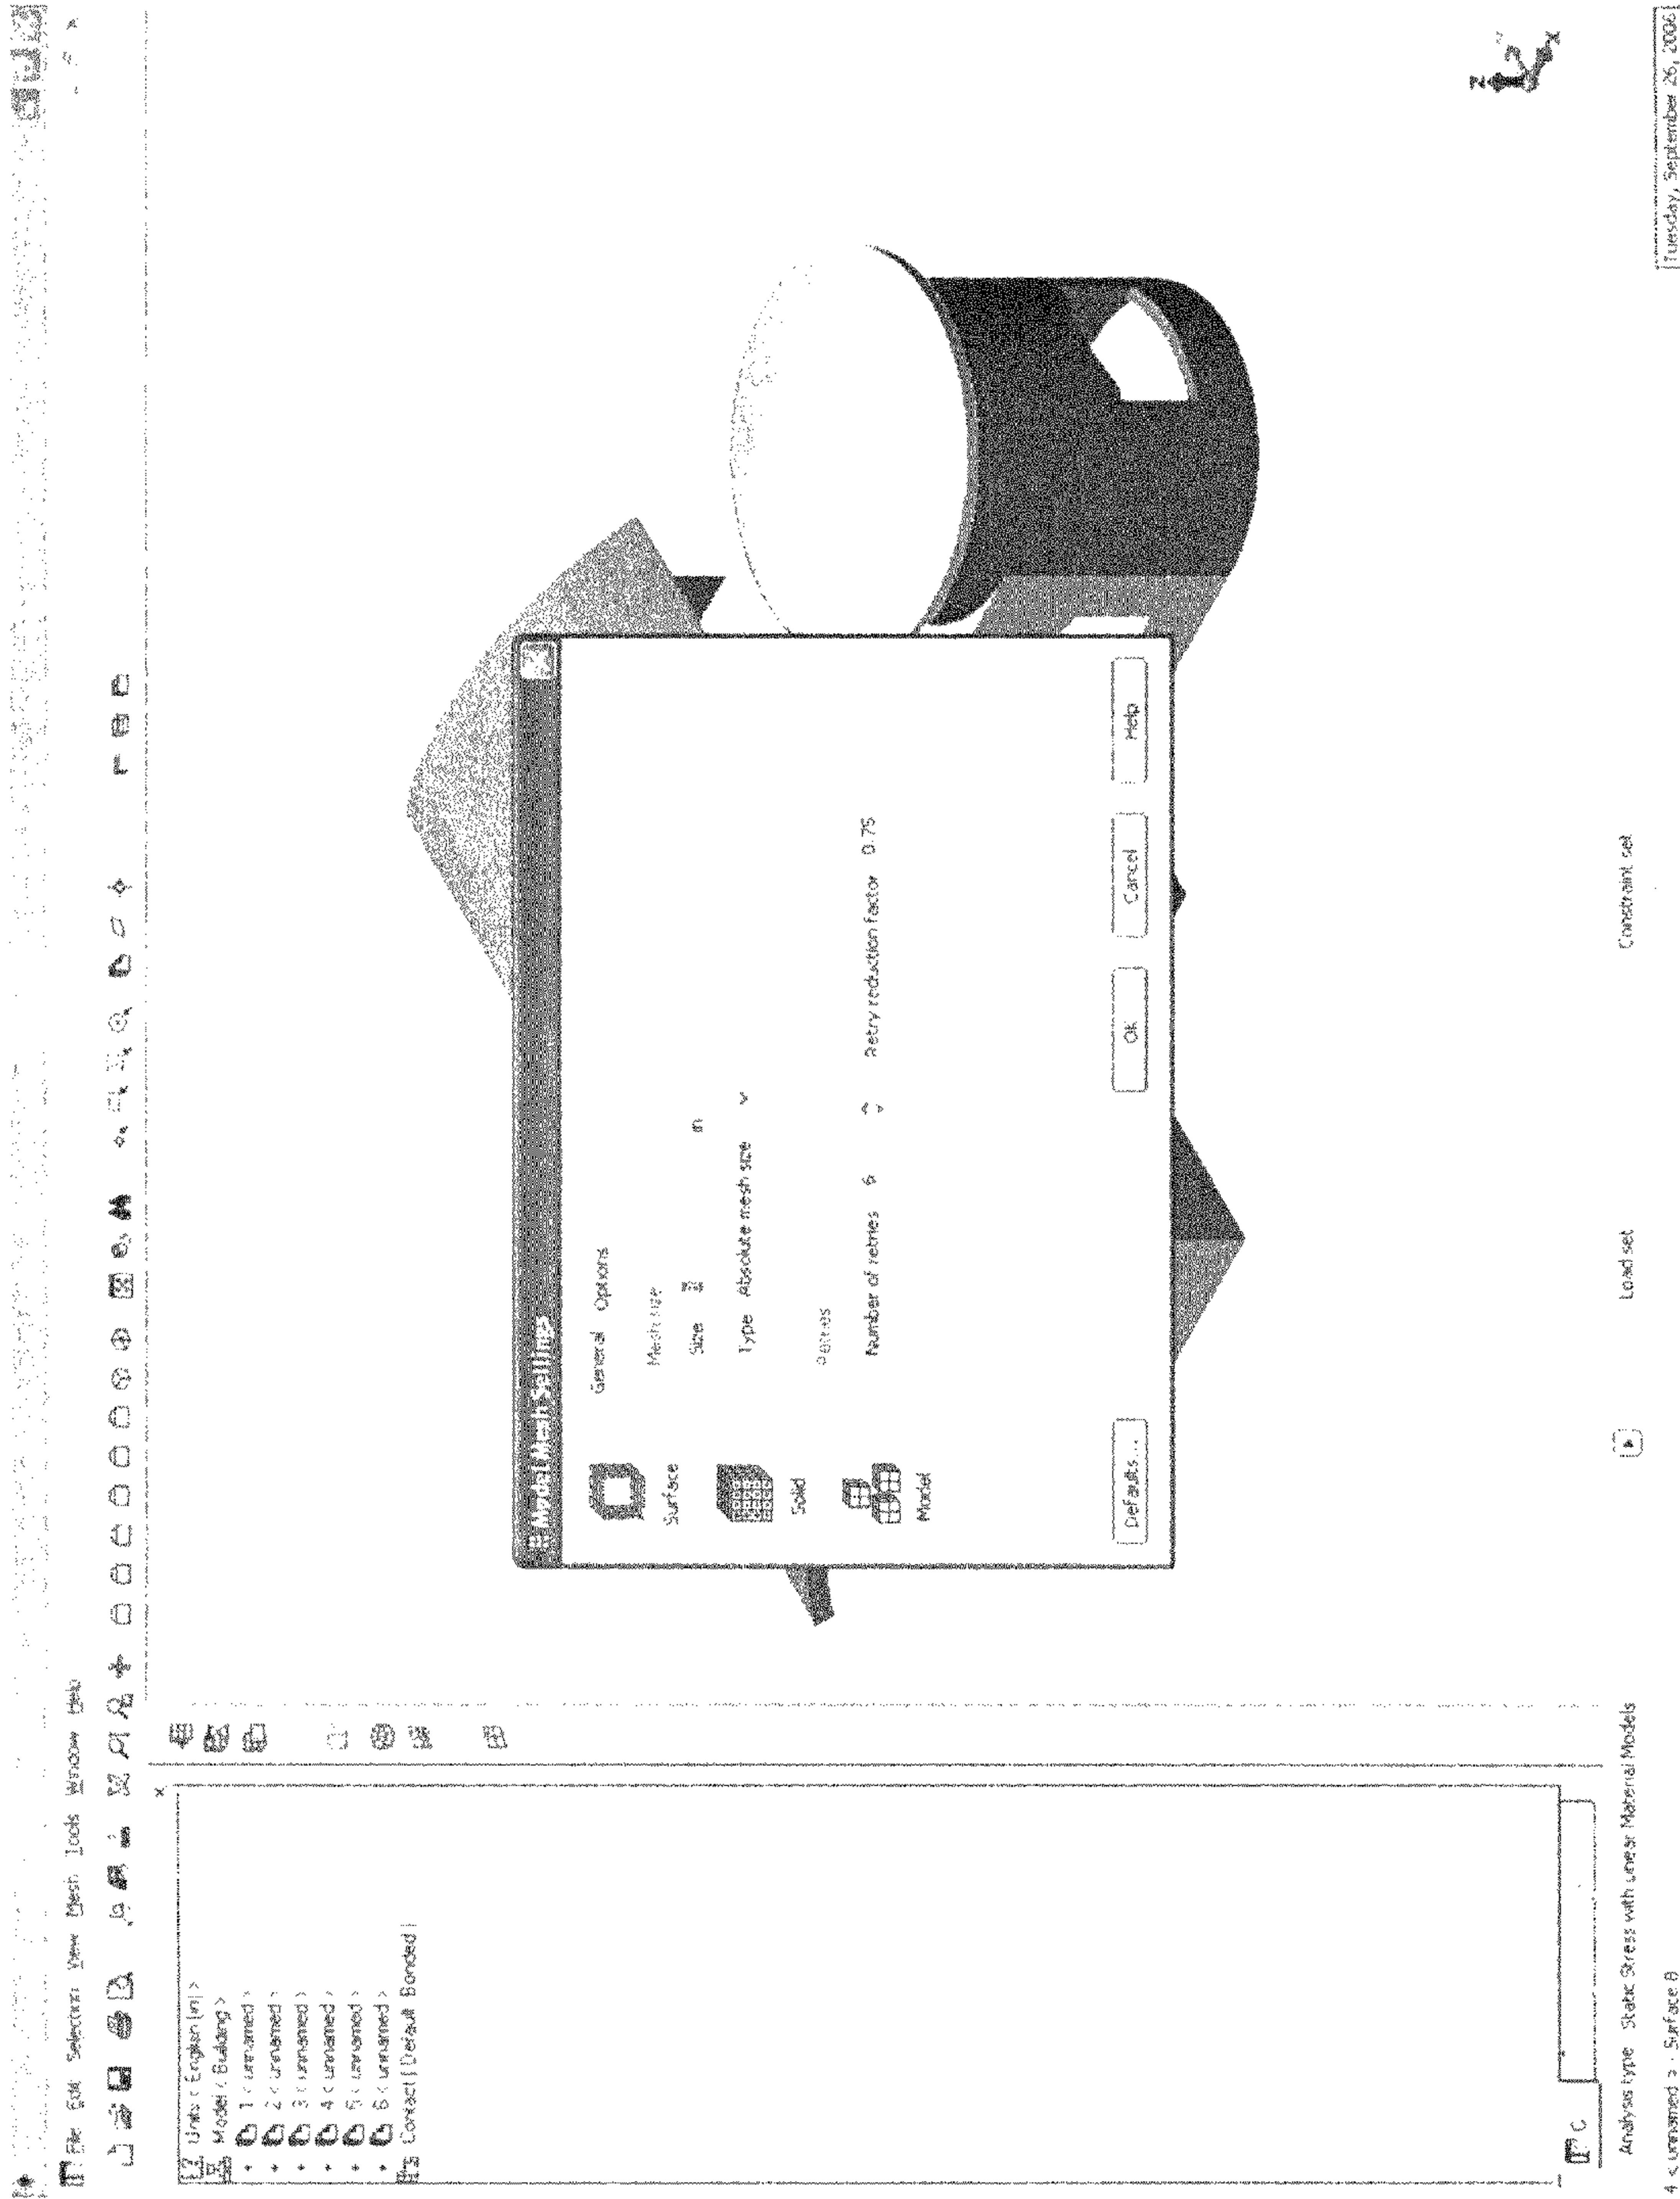 File Edit Selection View Mesh Tools Window Help
Units < English (in) >
Model < Building >
1 < unnamed >
2 < unnamed >
3 < unnamed >
4 < unnamed >
5 < unnamed >
6 < unnamed >
Contact [ Default Bonded ]
Model Mesh Settings
General Options
Surface
Solid
Model
Mesh size
Size in
Type Absolute mesh size
Retries
Number of retries 6 Retry reduction factor 0.75
Defaults... OK Cancel Help
Z
X
Analysis type Static Stress with Linear Material Models Load set Constraint set
4 < unnamed > - Surface 8
Tuesday, September 26, 2006